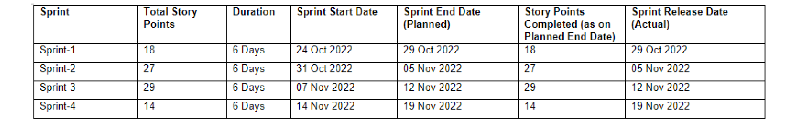 Sprint Total Story Points Duration Sprint Start Date Sprint End Date (Planned) Story Points Completed (as on Planned End Date) Sprint Release Date (Actual)
Sprint-1 18 6 Days 24 Oct 2022 29 Oct 2022 18 29 Oct 2022
Sprint-2 27 6 Days 31 Oct 2022 05 Nov 2022 27 05 Nov 2022
Sprint 3 29 6 Days 07 Nov 2022 12 Nov 2022 29 12 Nov 2022
Sprint-4 14 6 Days 14 Nov 2022 19 Nov 2022 14 19 Nov 2022